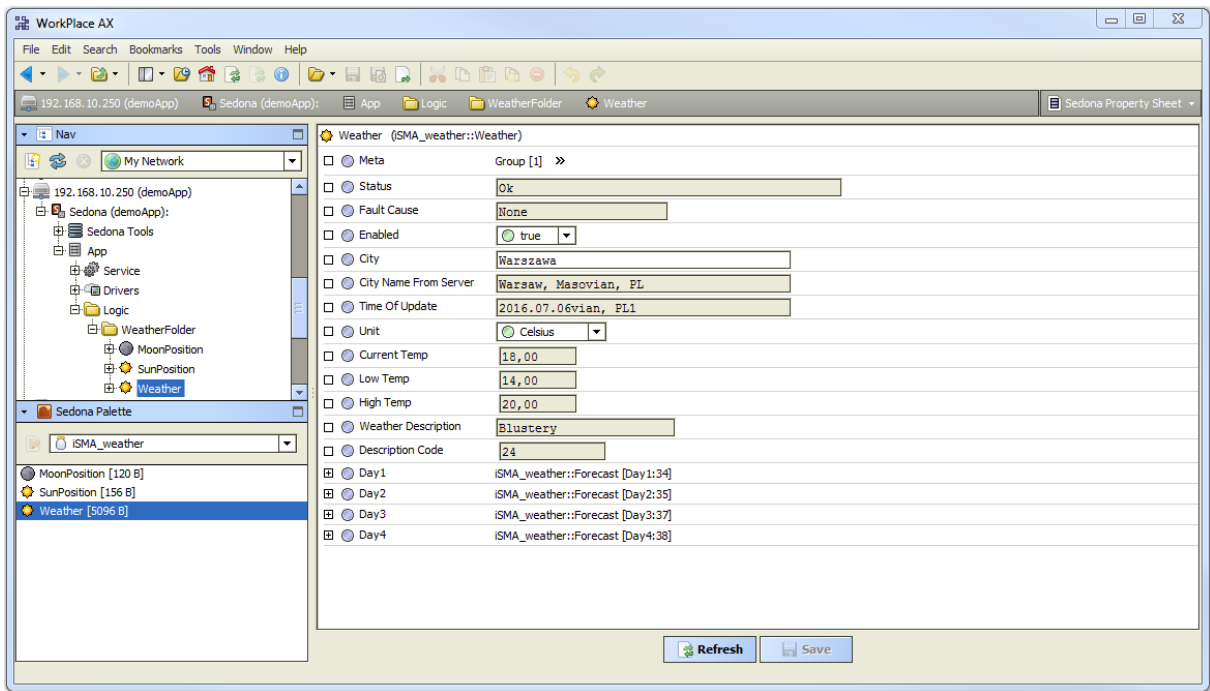 WorkPlace AX
File Edit Search Bookmarks Tools Window Help
192.168.10.250 (demoApp) Sedona (demoApp): App Logic WeatherFolder Weather Sedona Property Sheet
Nav
My Network
192.168.10.250 (demoApp)
Sedona (demoApp):
Sedona Tools
App
Service
Drivers
Logic
WeatherFolder
MoonPosition
SunPosition
Weather
Sedona Palette
iSMA_weather
MoonPosition [120 B]
SunPosition [156 B]
Weather [5096 B]
Weather (iSMA_weather::Weather)
Meta Group [1] »
Status Ok
Fault Cause None
Enabled true
City Warszawa
City Name From Server Warsaw, Masovian, PL
Time Of Update 2016.07.06vian, PL1
Unit Celsius
Current Temp 18,00
Low Temp 14,00
High Temp 20,00
Weather Description Blustery
Description Code 24
Day1 iSMA_weather::Forecast [Day1:34]
Day2 iSMA_weather::Forecast [Day2:35]
Day3 iSMA_weather::Forecast [Day3:37]
Day4 iSMA_weather::Forecast [Day4:38]
Refresh Save